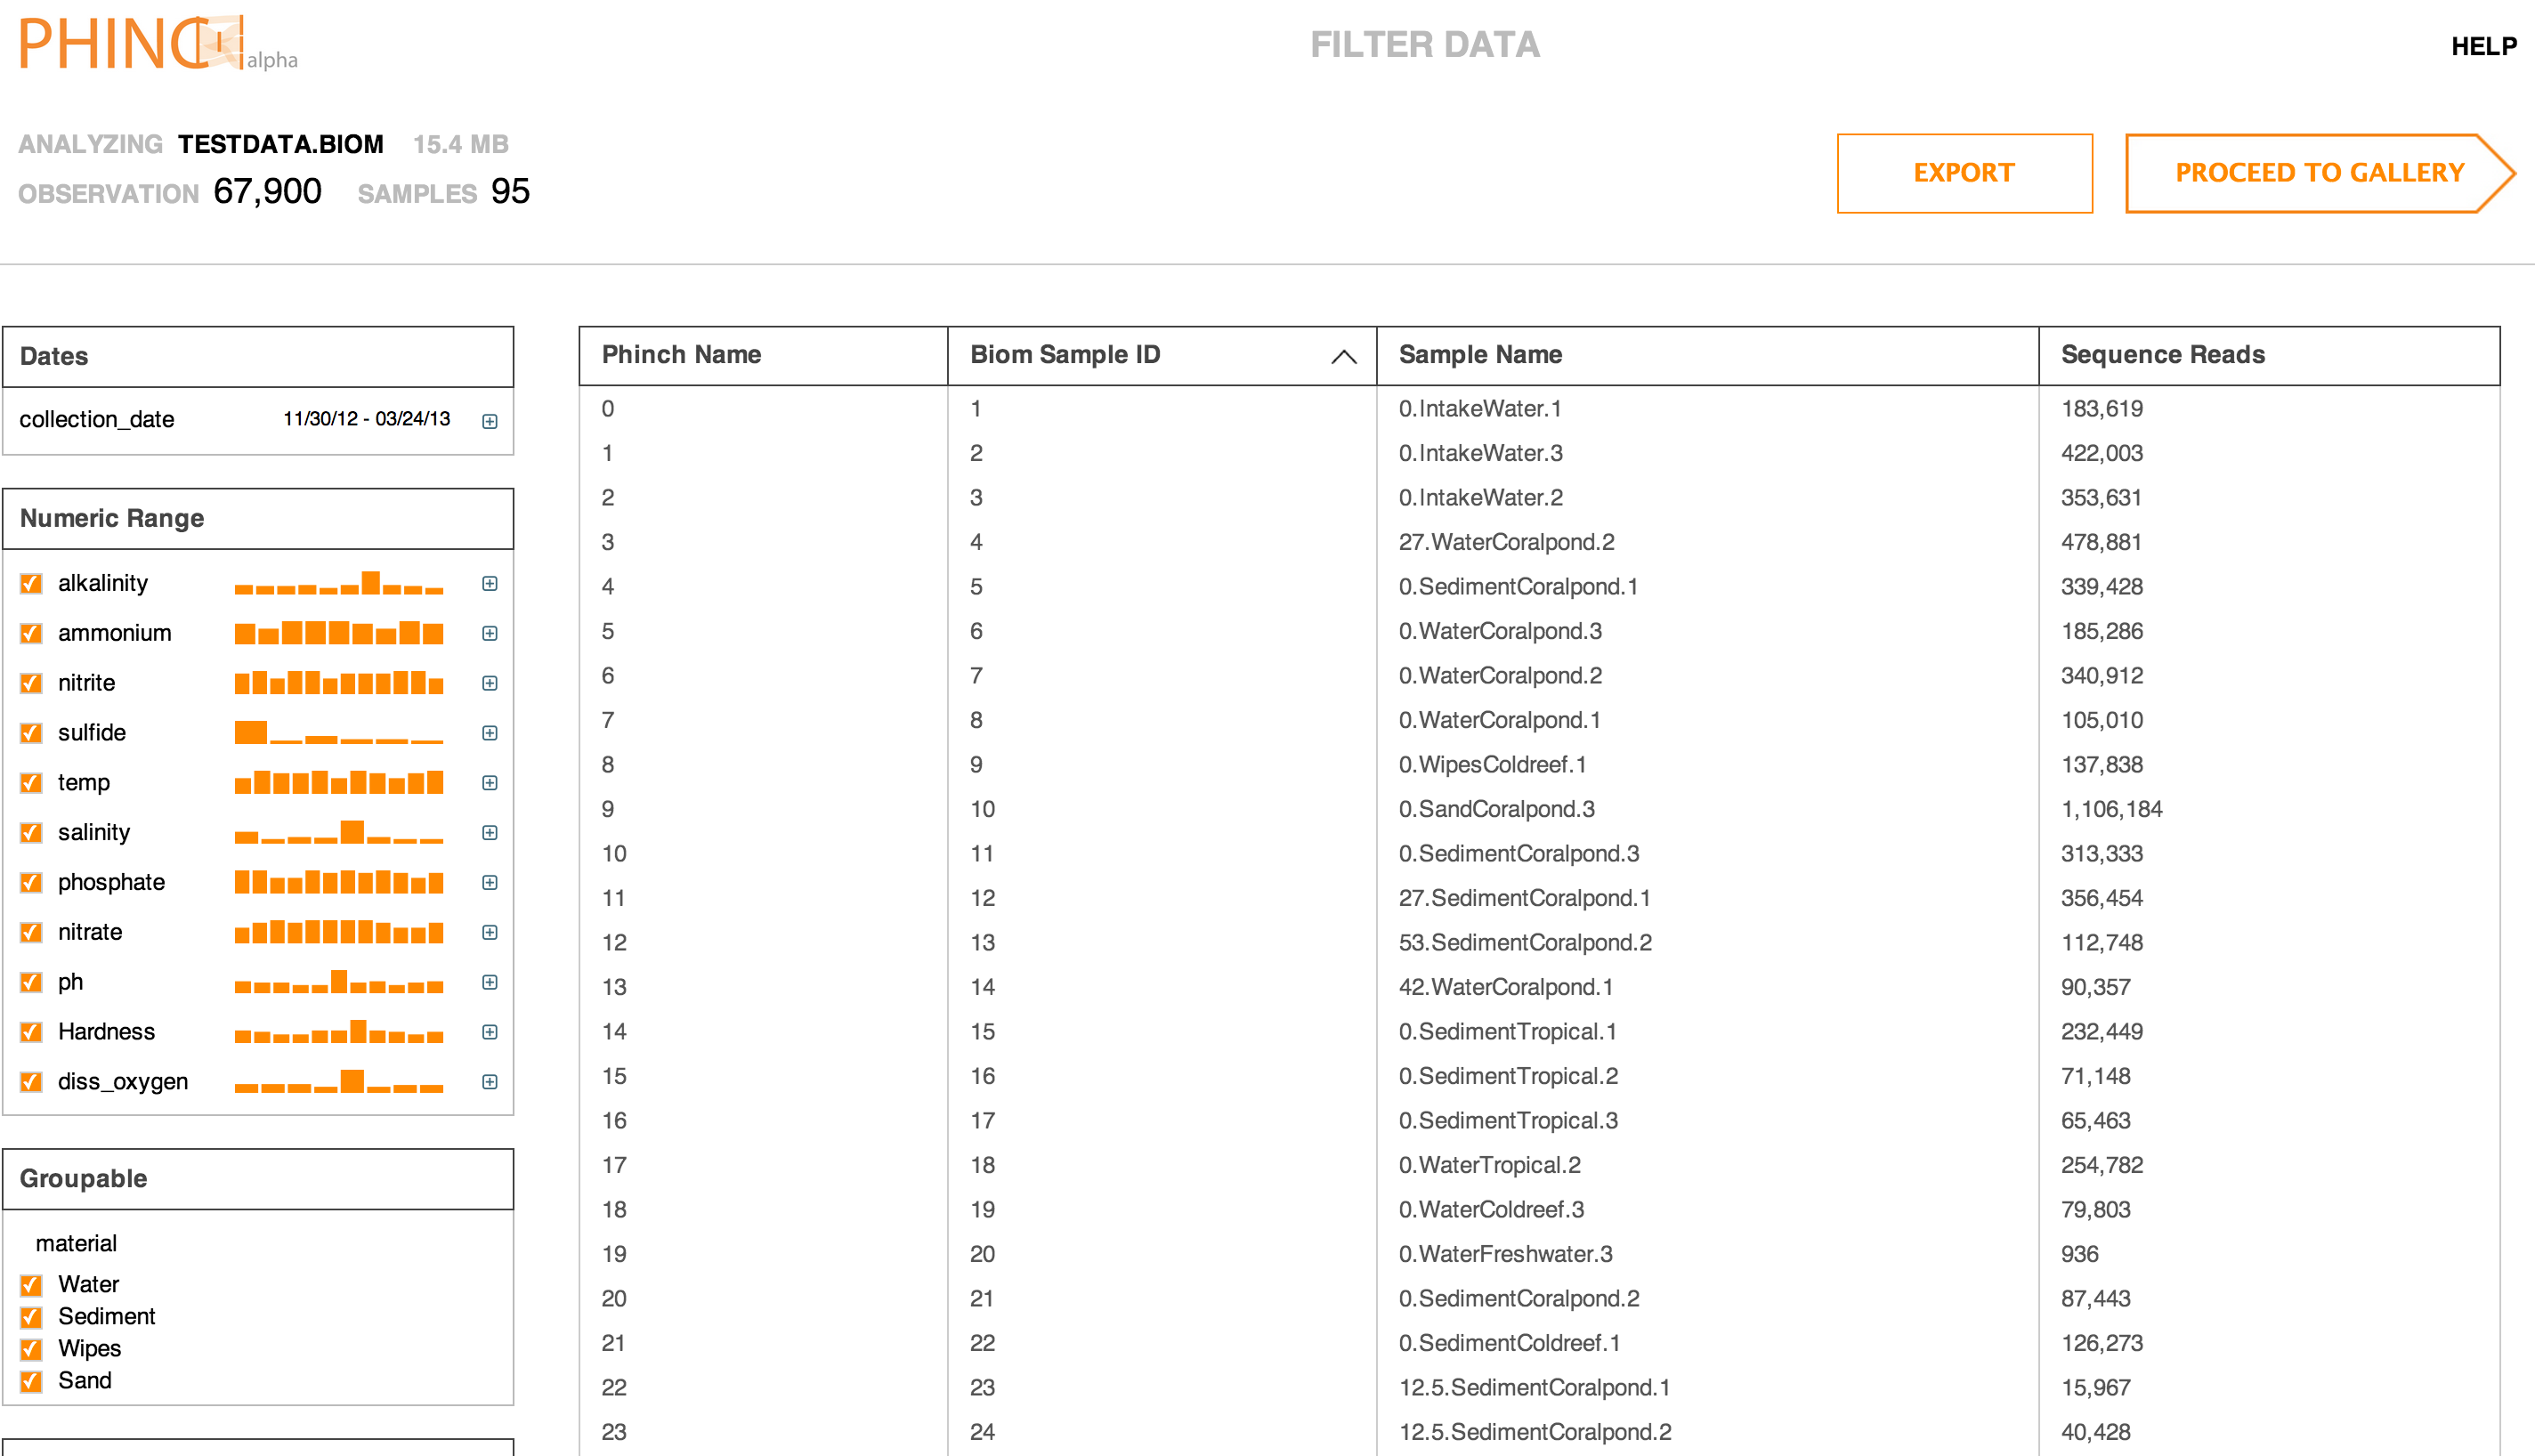 PHINCH alpha
FILTER DATA
HELP
ANALYZING TESTDATA.BIOM 15.4 MB
OBSERVATION 67,900 SAMPLES 95
EXPORT
PROCEED TO GALLERY
Dates
collection_date 11/30/12 - 03/24/13
Numeric Range
alkalinity
ammonium
nitrite
sulfide
temp
salinity
phosphate
nitrate
ph
Hardness
diss_oxygen
Groupable
material
Water
Sediment
Wipes
Sand
Phinch Name Biom Sample ID Sample Name Sequence Reads
0 1 0.IntakeWater.1 183,619
1 2 0.IntakeWater.3 422,003
2 3 0.IntakeWater.2 353,631
3 4 27.WaterCoralpond.2 478,881
4 5 0.SedimentCoralpond.1 339,428
5 6 0.WaterCoralpond.3 185,286
6 7 0.WaterCoralpond.2 340,912
7 8 0.WaterCoralpond.1 105,010
8 9 0.WipesColdreef.1 137,838
9 10 0.SandCoralpond.3 1,106,184
10 11 0.SedimentCoralpond.3 313,333
11 12 27.SedimentCoralpond.1 356,454
12 13 53.SedimentCoralpond.2 112,748
13 14 42.WaterCoralpond.1 90,357
14 15 0.SedimentTropical.1 232,449
15 16 0.SedimentTropical.2 71,148
16 17 0.SedimentTropical.3 65,463
17 18 0.WaterTropical.2 254,782
18 19 0.WaterColdreef.3 79,803
19 20 0.WaterFreshwater.3 936
20 21 0.SedimentCoralpond.2 87,443
21 22 0.SedimentColdreef.1 126,273
22 23 12.5.SedimentCoralpond.1 15,967
23 24 12.5.SedimentCoralpond.2 40,428